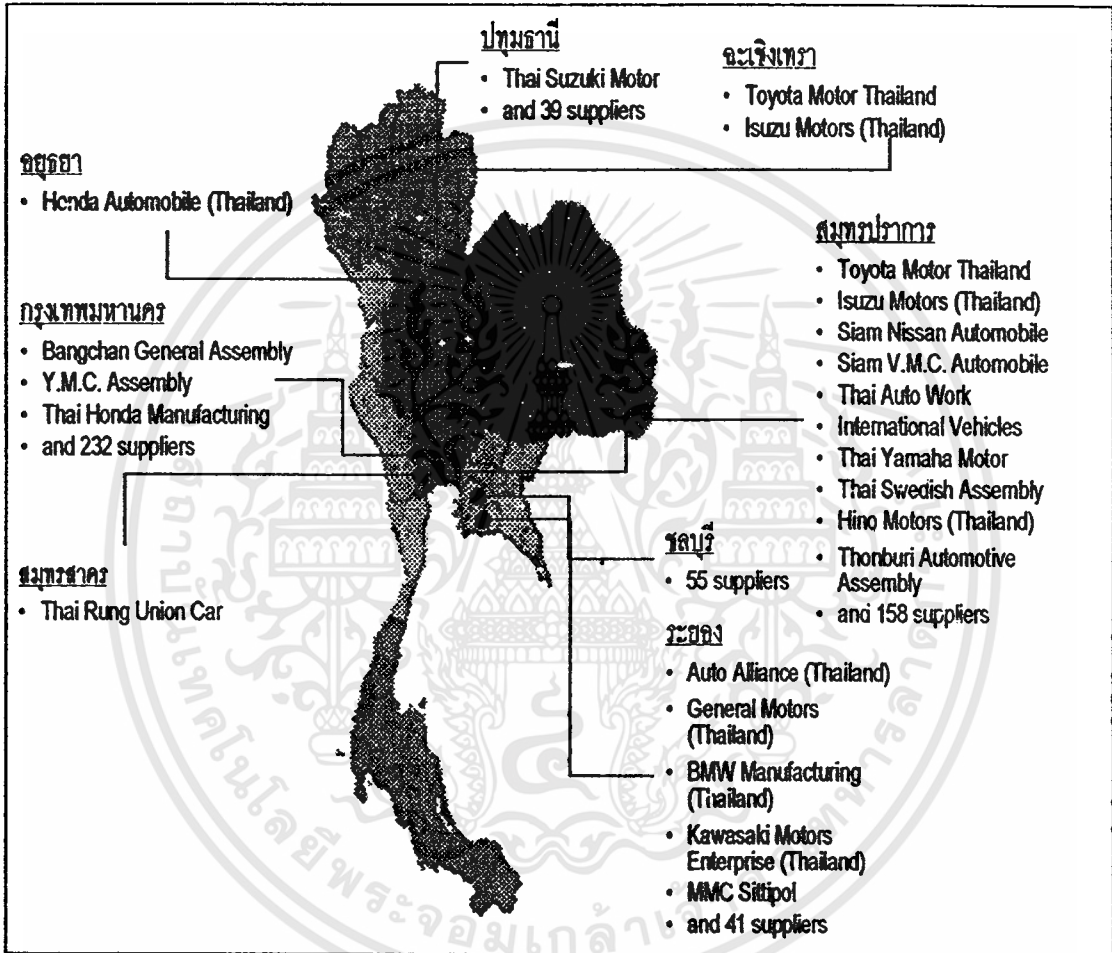 ปทุมธานี
• Thai Suzuki Motor
• and 39 suppliers
ฉะเชิงเทรา
• Toyota Motor Thailand
• Isuzu Motors (Thailand)
อยุธยา
• Honda Automobile (Thailand)
กรุงเทพมหานคร
• Bangchan General Assembly
• Y.M.C. Assembly
• Thai Honda Manufacturing
• and 232 suppliers
สมุทรสาคร
• Thai Rung Union Car
สมุทรปราการ
• Toyota Motor Thailand
• Isuzu Motors (Thailand)
• Siam Nissan Automobile
• Siam V.M.C. Automobile
• Thai Auto Work
• International Vehicles
• Thai Yamaha Motor
• Thai Swedish Assembly
• Hino Motors (Thailand)
• Thonburi Automotive
Assembly
• and 158 suppliers
ชลบุรี
• 55 suppliers
ระยอง
• Auto Alliance (Thailand)
• General Motors
(Thailand)
• BMW Manufacturing
(Thailand)
• Kawasaki Motors
Enterprise (Thailand)
• MMC Sittipol
• and 41 suppliers